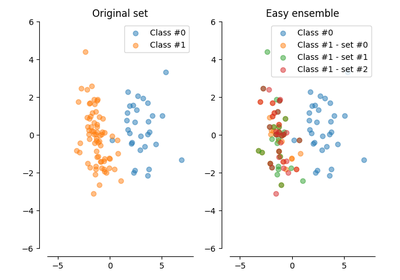 Original set
Easy ensemble
6
4
2
0
−2
−4
−6
−5
0
5
Class #0
Class #1
6
4
2
0
−2
−4
−6
−5
0
5
Class #0
Class #1 - set #0
Class #1 - set #1
Class #1 - set #2